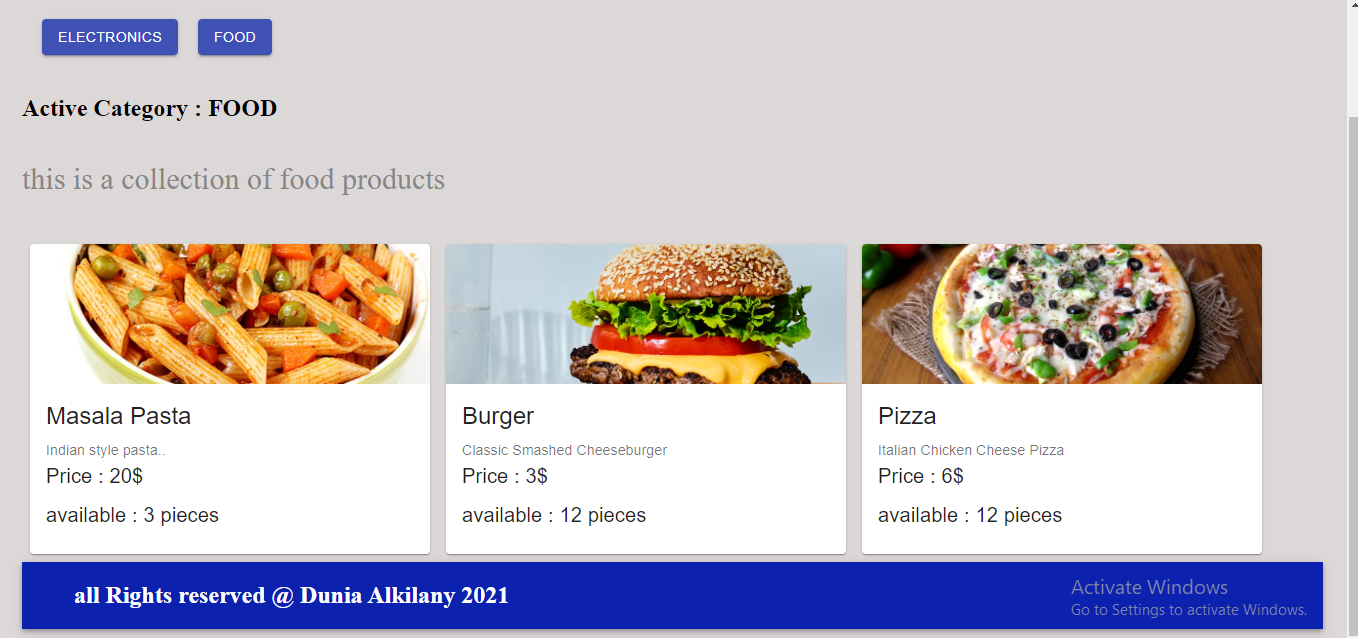 ELECTRONICS FOOD
Active Category : FOOD
this is a collection of food products
Masala Pasta
Indian style pasta..
Price : 20$
available : 3 pieces
Burger
Classic Smashed Cheeseburger
Price : 3$
available : 12 pieces
Pizza
Italian Chicken Cheese Pizza
Price : 6$
available : 12 pieces
all Rights reserved @ Dunia Alkilany 2021
Activate Windows
Go to Settings to activate Windows.